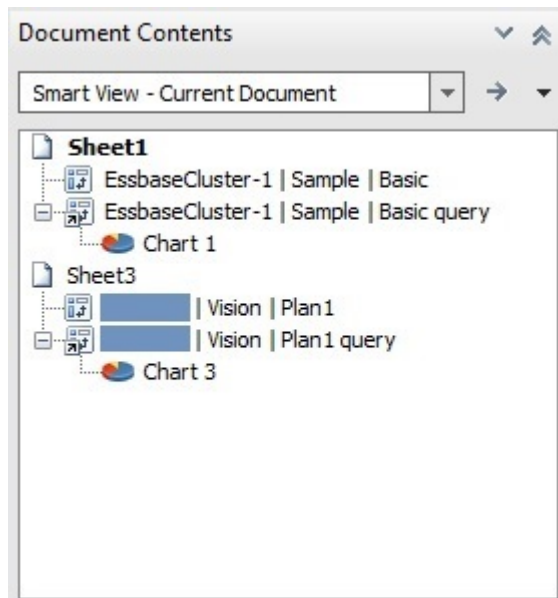 Document Contents
Smart View - Current Document
Sheet1
EssbaseCluster-1 | Sample | Basic
EssbaseCluster-1 | Sample | Basic query
Chart 1
Sheet3
| Vision | Plan1
| Vision | Plan1 query
Chart 3